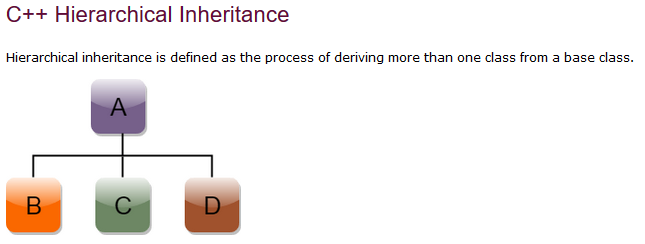 C++ Hierarchical Inheritance
Hierarchical inheritance is defined as the process of deriving more than one class from a base class.
A
B C D